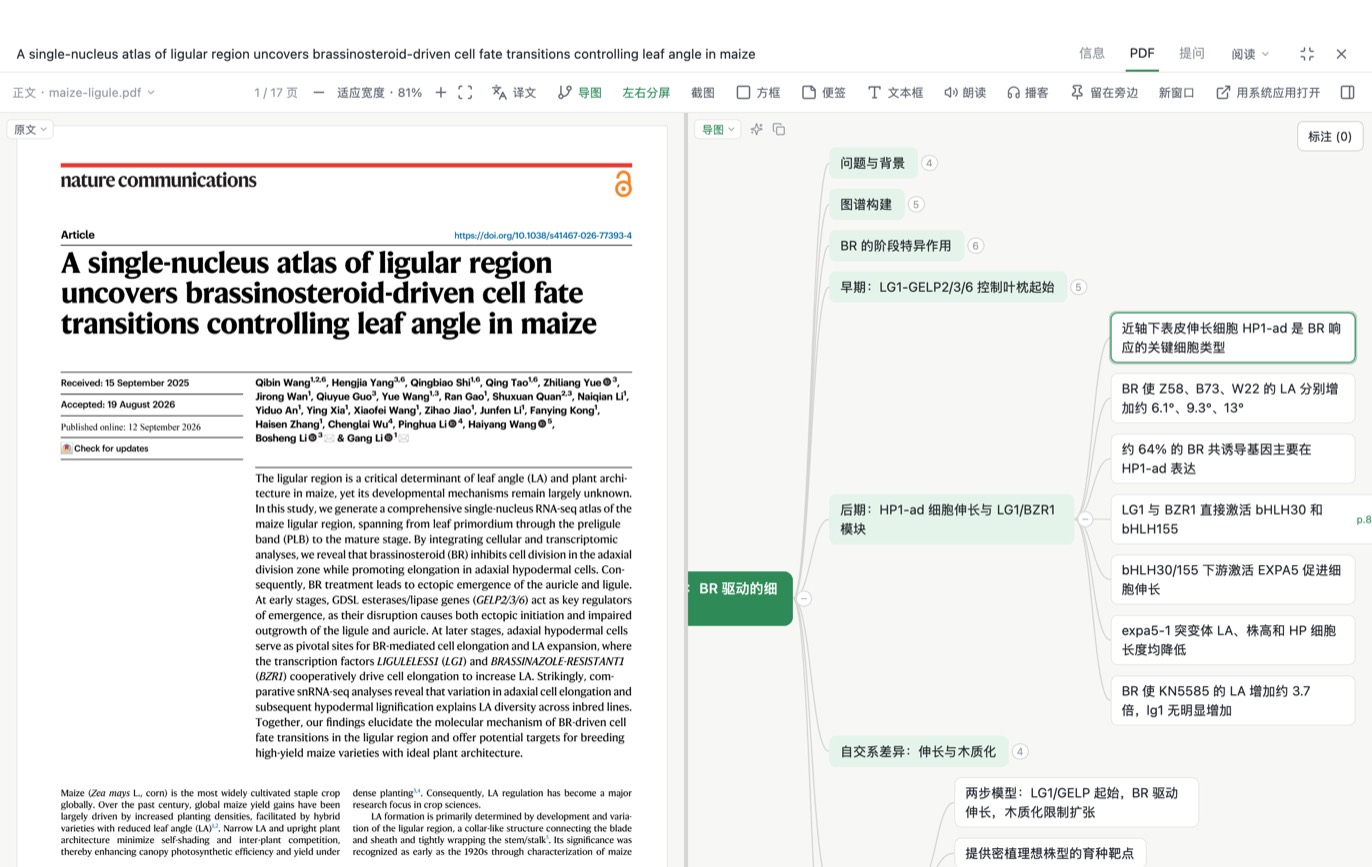 A single-nucleus atlas of ligular region uncovers brassinosteroid-driven cell fate transitions controlling leaf angle in maize
信息 PDF 提问 阅读
正文 · maize-ligule.pdf 1 / 17 页 适应宽度 · 81% 译文 导图 左右分屏 截图 方框 便签 文本框 朗读 播客 留在旁边 新窗口 用系统应用打开
原文
nature communications
Article
https://doi.org/10.1038/s41467-026-77393-4
A single-nucleus atlas of ligular region
uncovers brassinosteroid-driven cell fate
transitions controlling leaf angle in maize
Received: 15 September 2025
Accepted: 19 August 2026
Published online: 12 September 2026
Check for updates
Qibin Wang1,2,6, Hengjia Yang3,6, Qingbiao Shi1,6, Qing Tao1,6, Zhiliang Yue3,
Jirong Wan1, Qiuyue Guo3, Yue Wang1,3, Ran Gao1, Shuxuan Quan2,3, Naiqian Li1,
Yiduo An1, Ying Xia1, Xiaofei Wang1, Zihao Jiao1, Junfen Li1, Fanying Kong1,
Haisen Zhang1, Chenglai Wu4, Pinghua Li4, Haiyang Wang5,
Bosheng Li3 & Gang Li1
The ligular region is a critical determinant of leaf angle (LA) and plant archi-
tecture in maize, yet its developmental mechanisms remain largely unknown.
In this study, we generate a comprehensive single-nucleus RNA-seq atlas of the
maize ligular region, spanning from leaf primordium through the preligule
band (PLB) to the mature stage. By integrating cellular and transcriptomic
analyses, we reveal that brassinosteroid (BR) inhibits cell division in the adaxial
division zone while promoting elongation in adaxial hypodermal cells. Con-
sequently, BR treatment leads to ectopic emergence of the auricle and ligule.
At early stages, GDSL esterases/lipase genes (GELP2/3/6) act as key regulators
of emergence, as their disruption causes both ectopic initiation and impaired
outgrowth of the ligule and auricle. At later stages, adaxial hypodermal cells
serve as pivotal sites for BR-mediated cell elongation and LA expansion, where
the transcription factors LIGULELESS1 (LG1) and BRASSINAZOLE-RESISTANT1
(BZR1) cooperatively drive cell elongation to increase LA. Strikingly, com-
parative snRNA-seq analyses reveal that variation in adaxial cell elongation and
subsequent hypodermal lignification explains LA diversity across inbred lines.
Together, our findings elucidate the molecular mechanism of BR-driven cell
fate transitions in the ligular region and offer potential targets for breeding
high-yield maize varieties with ideal plant architecture.
Maize (Zea mays L., corn) is the most widely cultivated staple crop
globally. Over the past century, global maize yield gains have been
largely driven by increased planting densities, facilitated by hybrid
varieties with reduced leaf angle (LA)1,2. Narrow LA and upright plant
architecture minimize self-shading and inter-plant competition,
thereby enhancing canopy photosynthetic efficiency and yield under
dense planting3,4. Consequently, LA regulation has become a major
research focus in crop sciences.
LA formation is primarily determined by development and varia-
tion of the ligular region, a collar-like structure connecting the blade
and sheath and tightly wrapping the stem/stalk5. Its significance was
recognized as early as the 1920s through characterization of maize
导图
标注 (0)
问题与背景 4
图谱构建 5
BR 的阶段特异作用 6
早期：LG1-GELP2/3/6 控制叶枕起始 5
近轴下表皮伸长细胞 HP1-ad 是 BR 响
应的关键细胞类型
BR 使 Z58、B73、W22 的 LA 分别增
加约 6.1°、9.3°、13°
约 64% 的 BR 共诱导基因主要在
HP1-ad 表达
后期：HP1-ad 细胞伸长与 LG1/BZR1
模块
LG1 与 BZR1 直接激活 bHLH30 和
bHLH155
p.8
bHLH30/155 下游激活 EXPA5 促进细
胞伸长
BR 驱动的细
expa5-1 突变体 LA、株高和 HP 细胞
长度均降低
BR 使 KN5585 的 LA 增加约 3.7
倍，lg1 无明显增加
自交系差异：伸长与木质化 4
两步模型：LG1/GELP 起始，BR 驱动
伸长，木质化限制扩张
提供密植理想株型的育种靶点